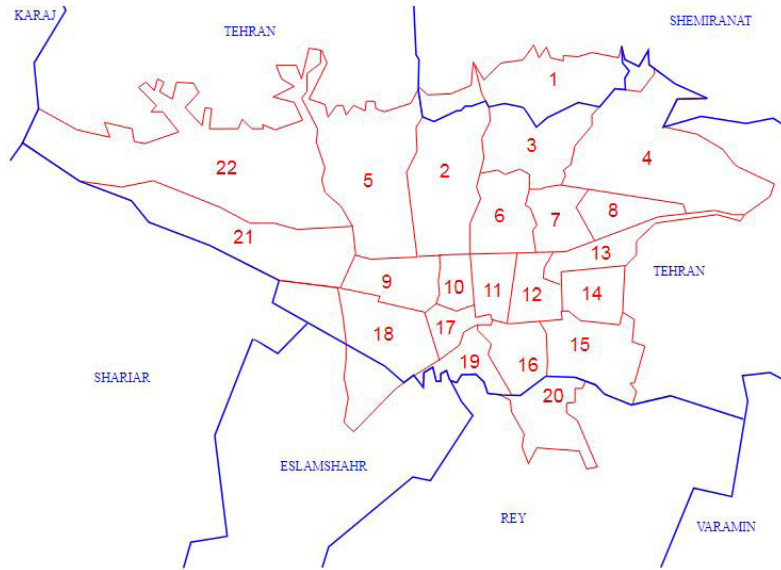 KARAJ
TEHRAN
SHEMIRANAT
1
3
4
22
5
2
6
7
8
21
13
TEHRAN
9
10
11
12
14
17
18
15
19
16
SHARIAR
20
ESLAMSHAHR
REY
VARAMIN